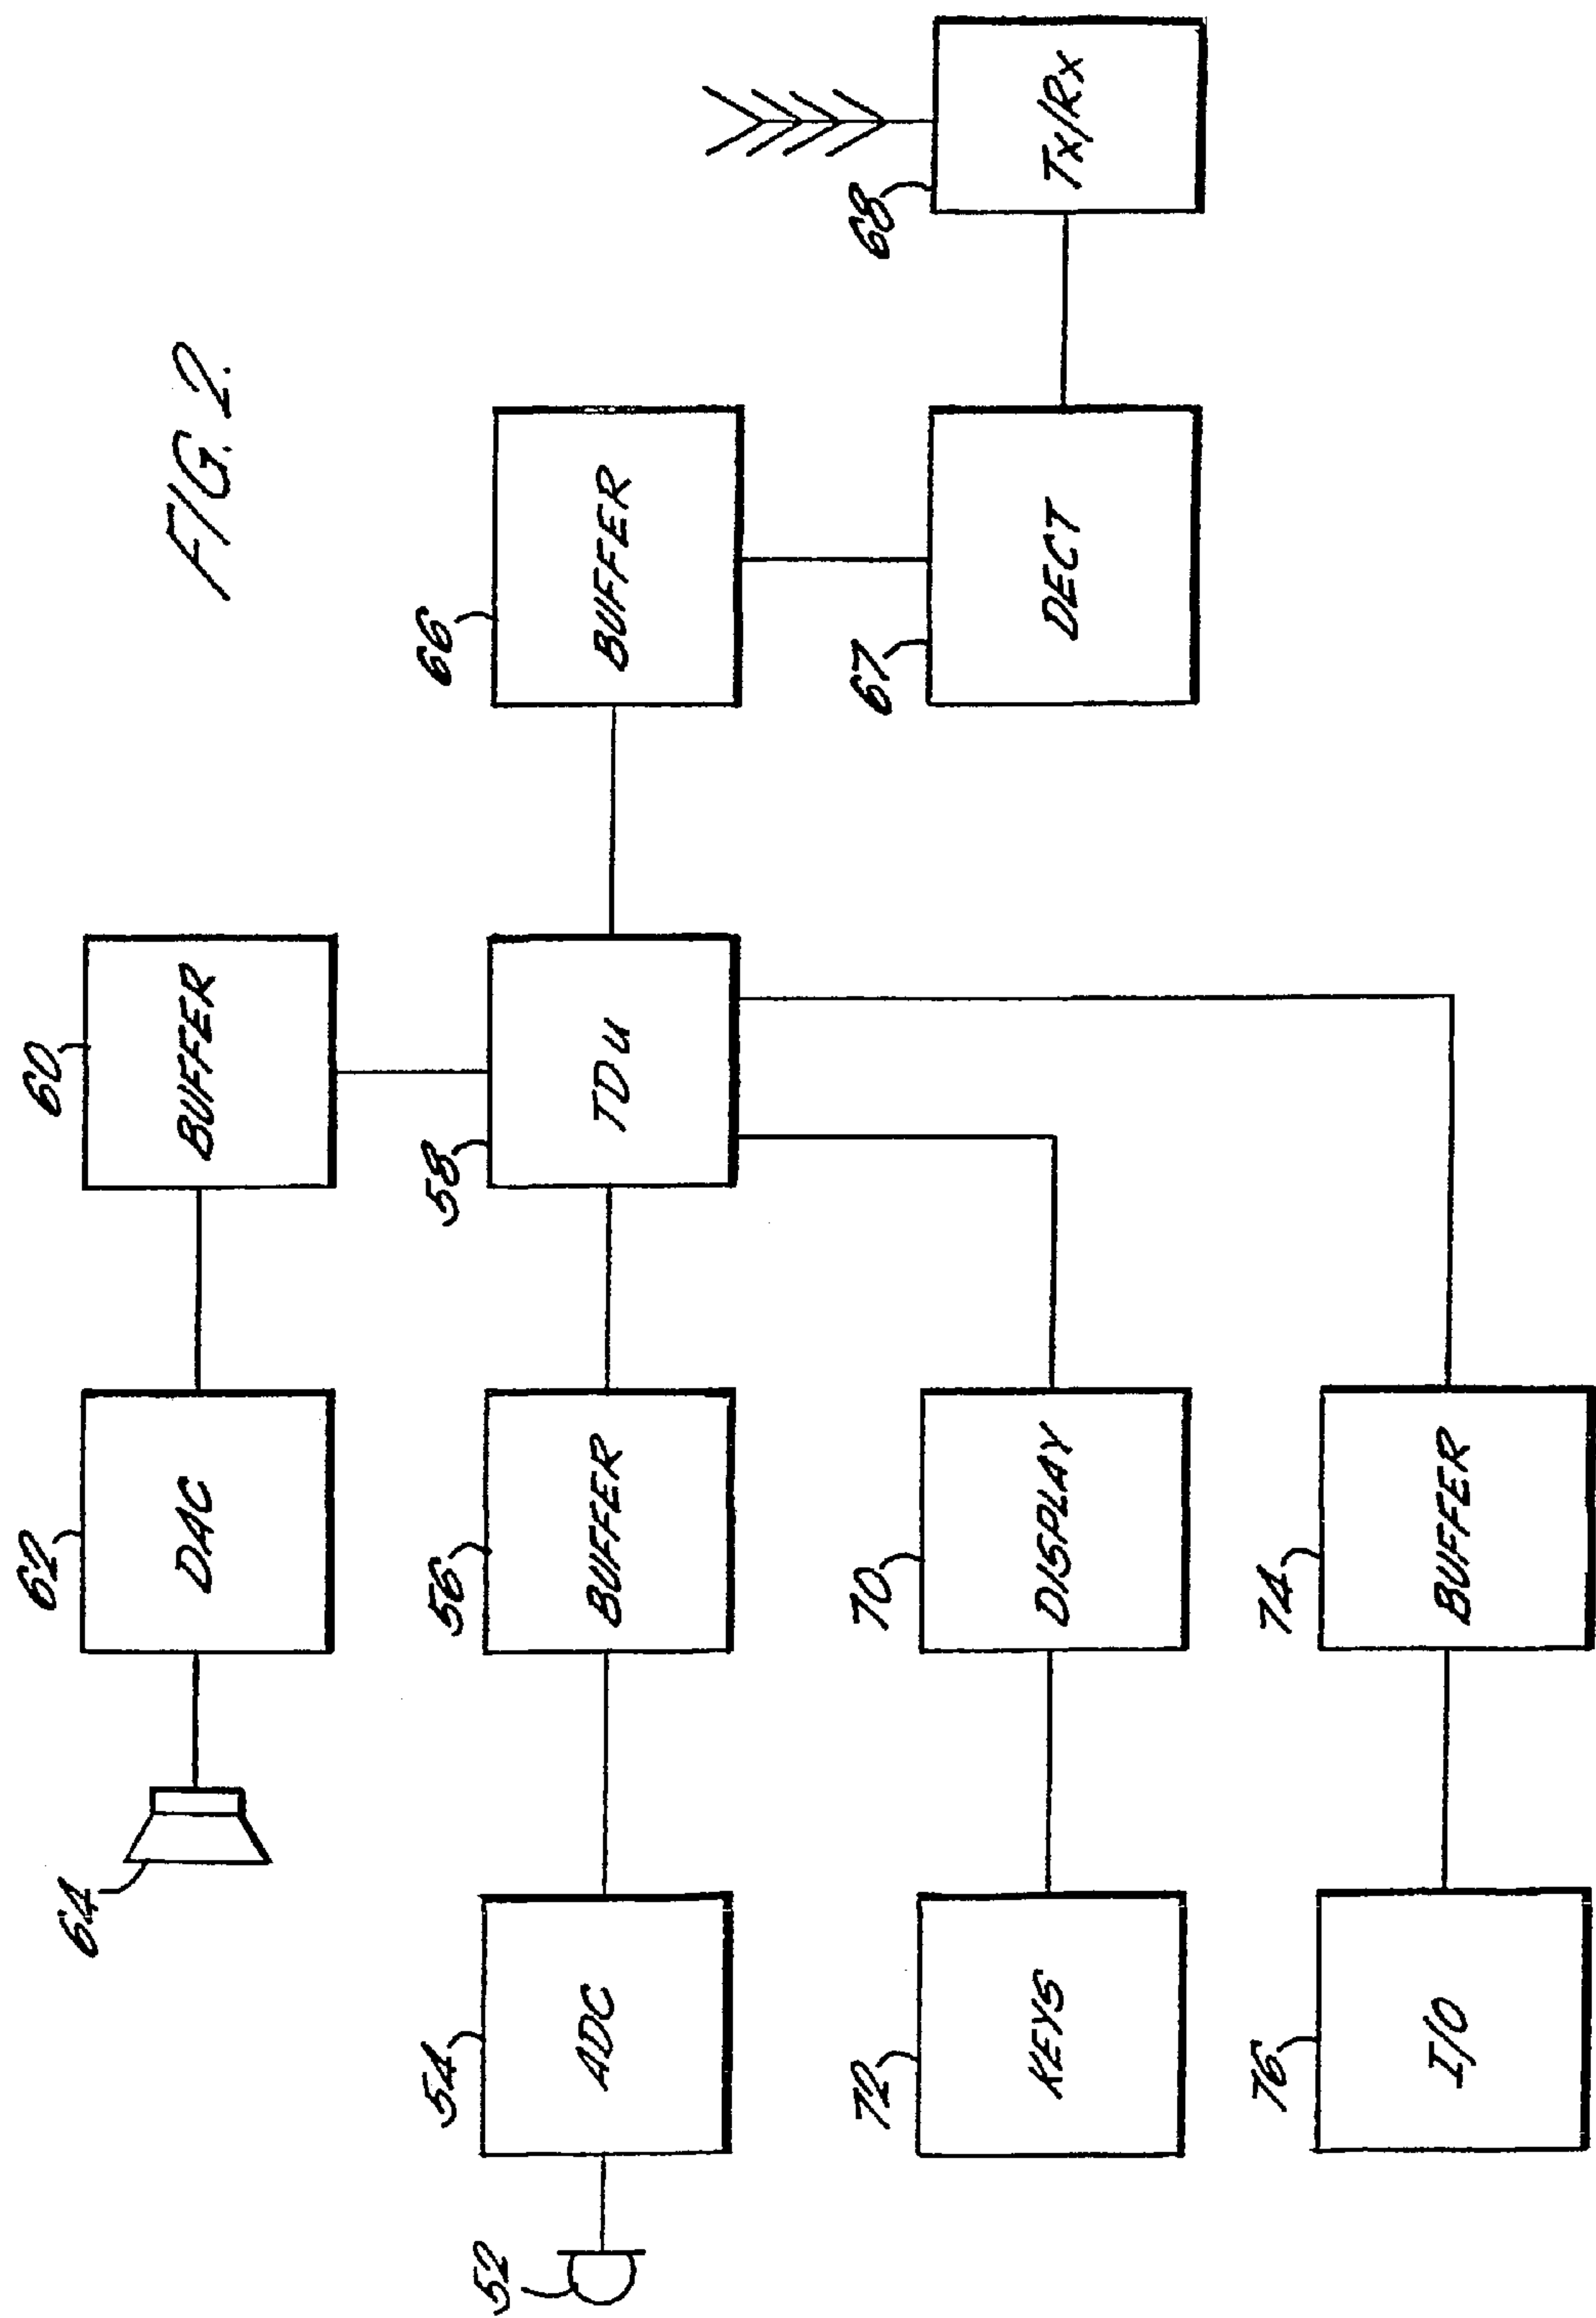 FIG. 2.
60
BUFFER
62
DAC
64
66
BUFFER
58
TDU
56
BUFFER
54
ADC
52
68
Tx/Rx
67
DECT
70
DISPLAY
72
KEYS
74
BUFFER
76
I/O